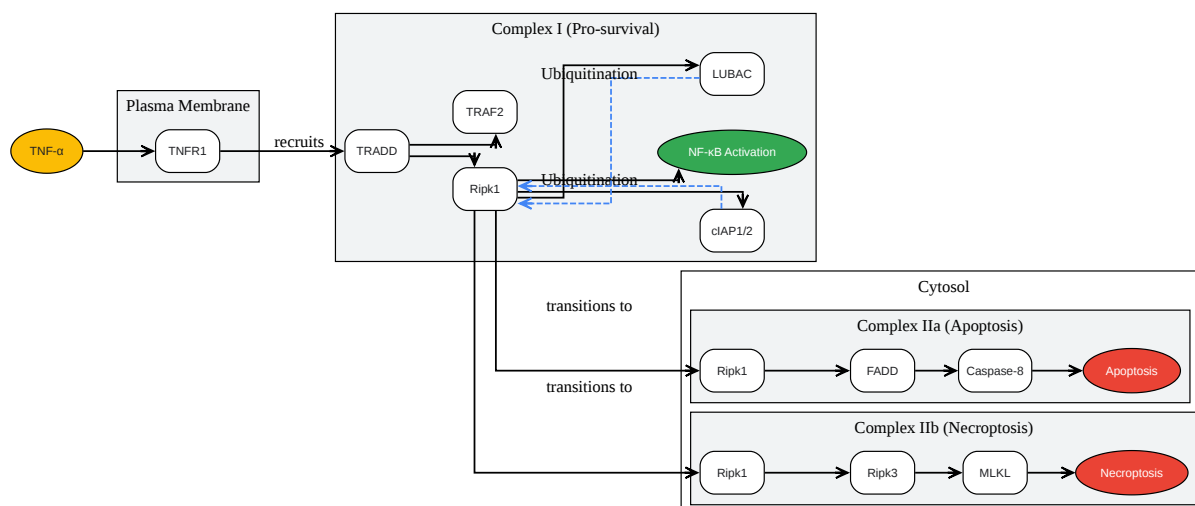 Complex I (Pro-survival)
Ubiquitination
LUBAC
Plasma Membrane
TRAF2
TNF-α
TNFR1
recruits
TRADD
NF-κB Activation
Ripk1
Ubiquitination
cIAP1/2
Cytosol
transitions to
Complex IIa (Apoptosis)
Ripk1
FADD
Caspase-8
Apoptosis
transitions to
Complex IIb (Necroptosis)
Ripk1
Ripk3
MLKL
Necroptosis